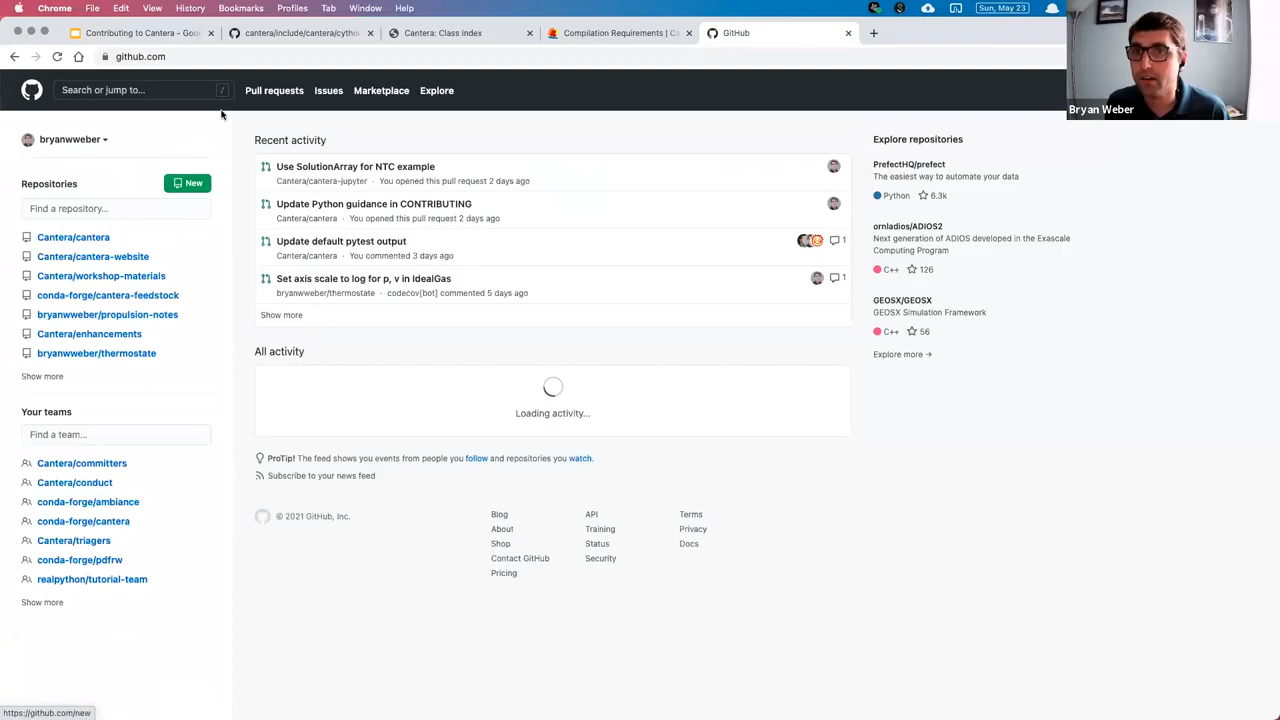 Chrome File Edit View History Bookmarks Profiles Tab Window Help Sun, May 23
Contributing to Cantera - Goo
cantera/include/cantera/cytho
Cantera: Class Index
Compilation Requirements | CA
GitHub
github.com
Search or jump to... /
Pull requests Issues Marketplace Explore
Bryan Weber
bryanwweber
Repositories New
Find a repository...
Cantera/cantera
Cantera/cantera-website
Cantera/workshop-materials
conda-forge/cantera-feedstock
bryanwweber/propulsion-notes
Cantera/enhancements
bryanwweber/thermostate
Show more
Your teams
Find a team...
Cantera/committers
Cantera/conduct
conda-forge/ambiance
conda-forge/cantera
Cantera/triagers
conda-forge/pdfrw
realpython/tutorial-team
Show more
Recent activity
Use SolutionArray for NTC example
Cantera/cantera-jupyter · You opened this pull request 2 days ago
Update Python guidance in CONTRIBUTING
Cantera/cantera · You opened this pull request 2 days ago
Update default pytest output 1
Cantera/cantera · You commented 3 days ago
Set axis scale to log for p, v in IdealGas 1
bryanwweber/thermostate · codecov[bot] commented 5 days ago
Show more
All activity
Loading activity...
ProTip! The feed shows you events from people you follow and repositories you watch.
Subscribe to your news feed
© 2021 GitHub, Inc.
Blog
About
Shop
Contact GitHub
Pricing
API
Training
Status
Security
Terms
Privacy
Docs
Explore repositories
PrefectHQ/prefect
The easiest way to automate your data
Python 6.3k
ornladios/ADIOS2
Next generation of ADIOS developed in the Exascale
Computing Program
C++ 126
GEOSX/GEOSX
GEOSX Simulation Framework
C++ 56
Explore more →
https://github.com/new